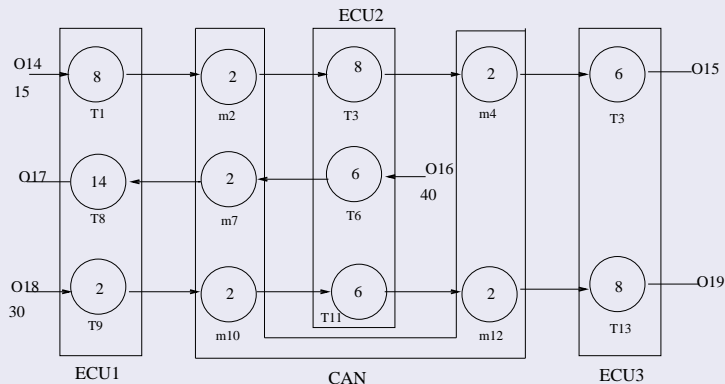 ECU2
O14
15
8
T1
2
m2
8
T3
2
m4
6
T3
O15
O17
14
T8
2
m7
6
T6
O16
40
O18
30
2
T9
2
m10
6
T11
2
m12
8
T13
O19
ECU1
CAN
ECU3